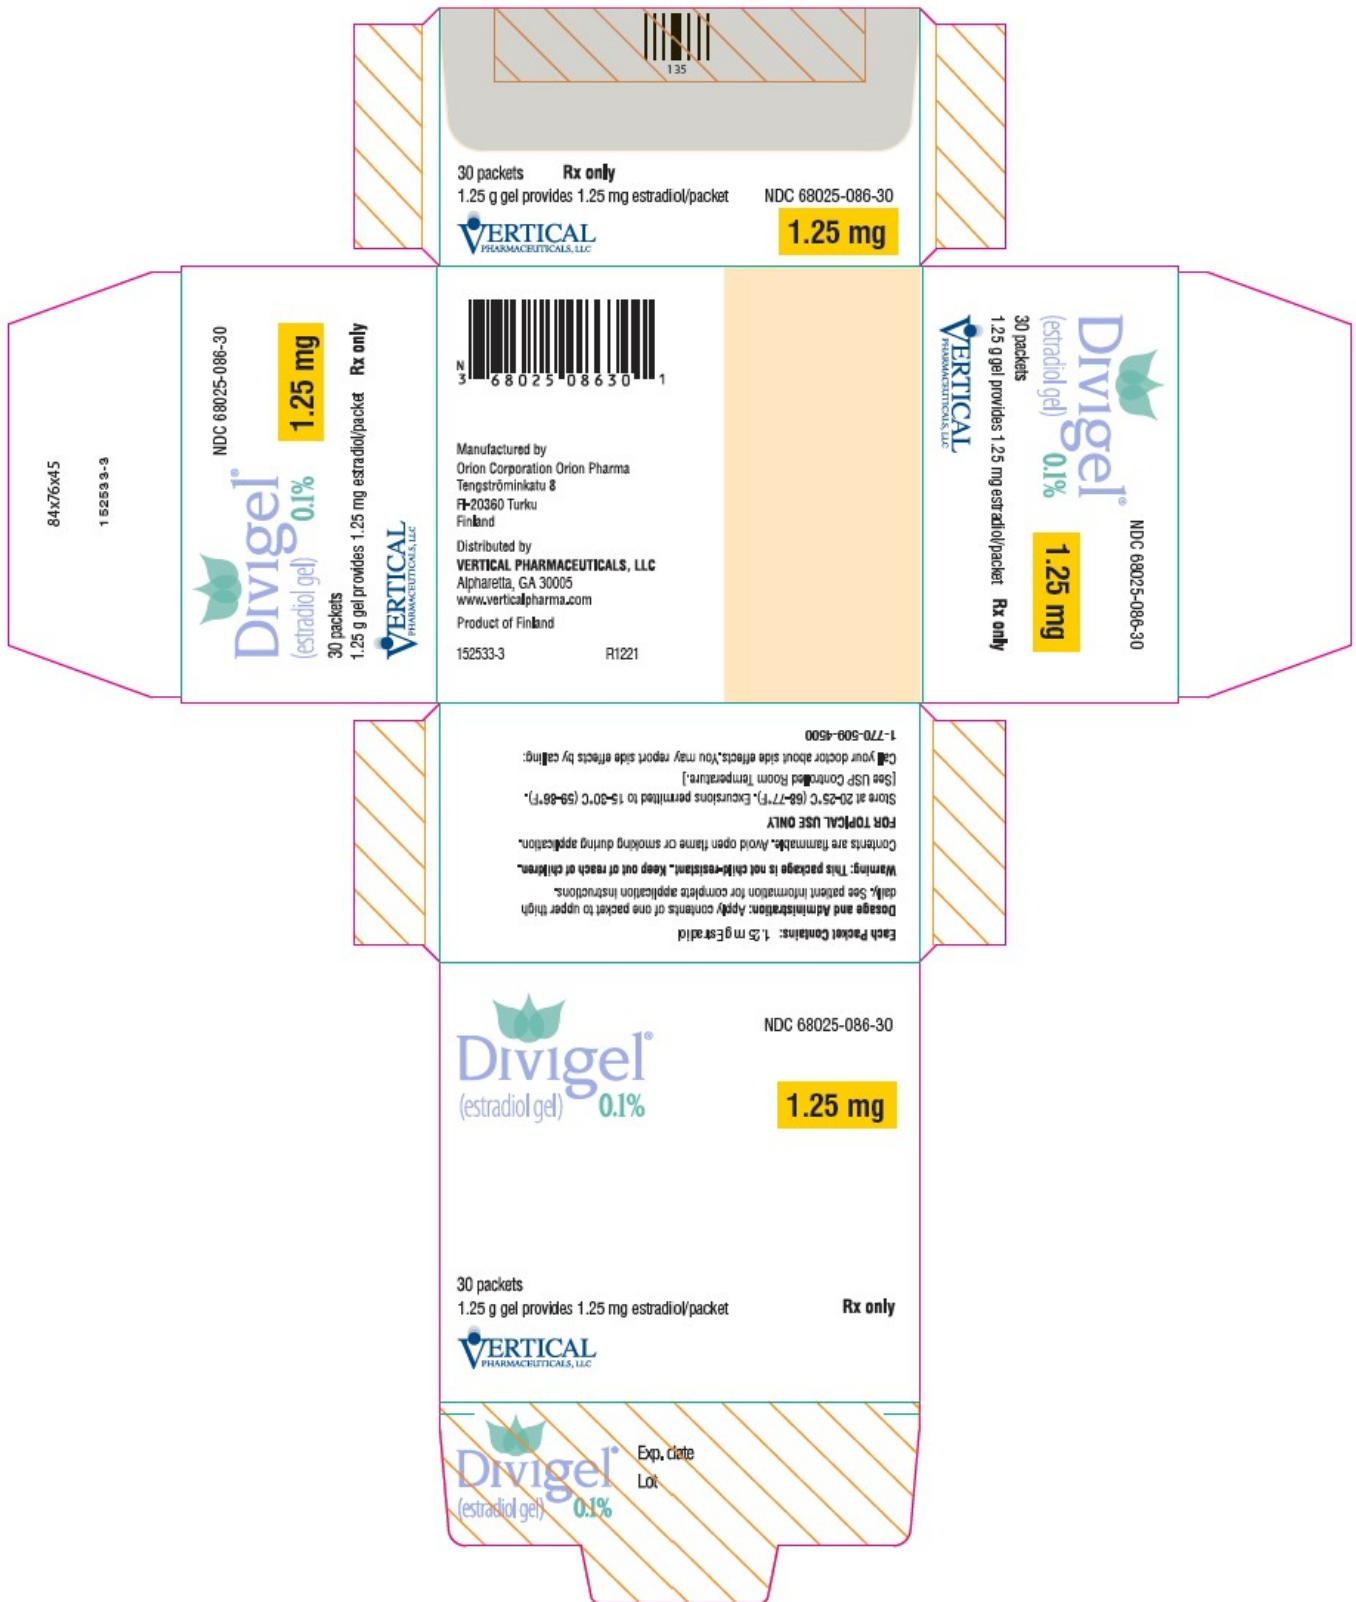 135
30 packets Rx only
1.25 g gel provides 1.25 mg estradiol/packet NDC 68025-086-30
VERTICAL
PHARMACEUTICALS, LLC
1.25 mg
84x76x45
152533-3
NDC 68025-086-30
1.25 mg
Divigel®
(estradiol gel) 0.1%
30 packets
1.25 g gel provides 1.25 mg estradiol/packet Rx only
VERTICAL
PHARMACEUTICALS, LLC
N
3 68025 08630 1
Manufactured by
Orion Corporation Orion Pharma
Tengströminkatu 8
FI-20360 Turku
Finland
Distributed by
VERTICAL PHARMACEUTICALS, LLC
Alpharetta, GA 30005
www.verticalpharma.com
Product of Finland
152533-3 R1221
NDC 68025-086-30
1.25 mg
Divigel®
(estradiol gel) 0.1%
30 packets
1.25 g gel provides 1.25 mg estradiol/packet Rx only
VERTICAL
PHARMACEUTICALS, LLC
Each Packet Contains: 1.25 mg Estradiol
Dosage and Administration: Apply contents of one packet to upper thigh
daily. See patient information for complete application instructions.
Warning: This package is not child-resistant. Keep out of reach of children.
Contents are flammable. Avoid open flame or smoking during application.
FOR TOPICAL USE ONLY
Store at 20-25°C (68-77°F). Excursions permitted to 15-30°C (59-86°F).
[See USP Controlled Room Temperature.]
Call your doctor about side effects.You may report side effects by calling:
1-770-509-4500
Divigel®
(estradiol gel) 0.1%
NDC 68025-086-30
1.25 mg
30 packets
1.25 g gel provides 1.25 mg estradiol/packet Rx only
VERTICAL
PHARMACEUTICALS, LLC
Divigel®
(estradiol gel) 0.1%
Exp. date
Lot